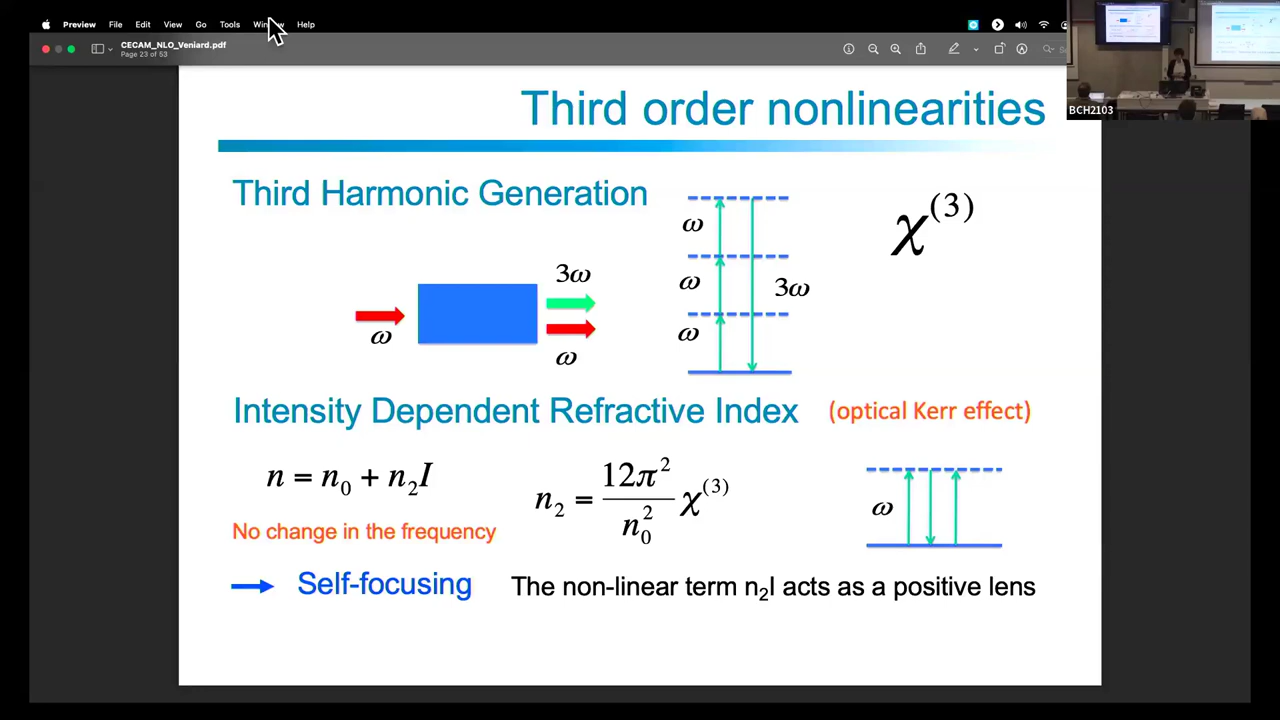 Preview File Edit View Go Tools Window Help
CECAM_NLO_Veniard.pdf
Page 23 of 53
BCH2103
Third order nonlinearities
Third Harmonic Generation
χ(3)
ω
ω
ω
3ω
3ω
ω
ω
Intensity Dependent Refractive Index (optical Kerr effect)
n = n0 + n2I
n2 = 12π2 / n02 χ(3)
ω
No change in the frequency
Self-focusing The non-linear term n2I acts as a positive lens